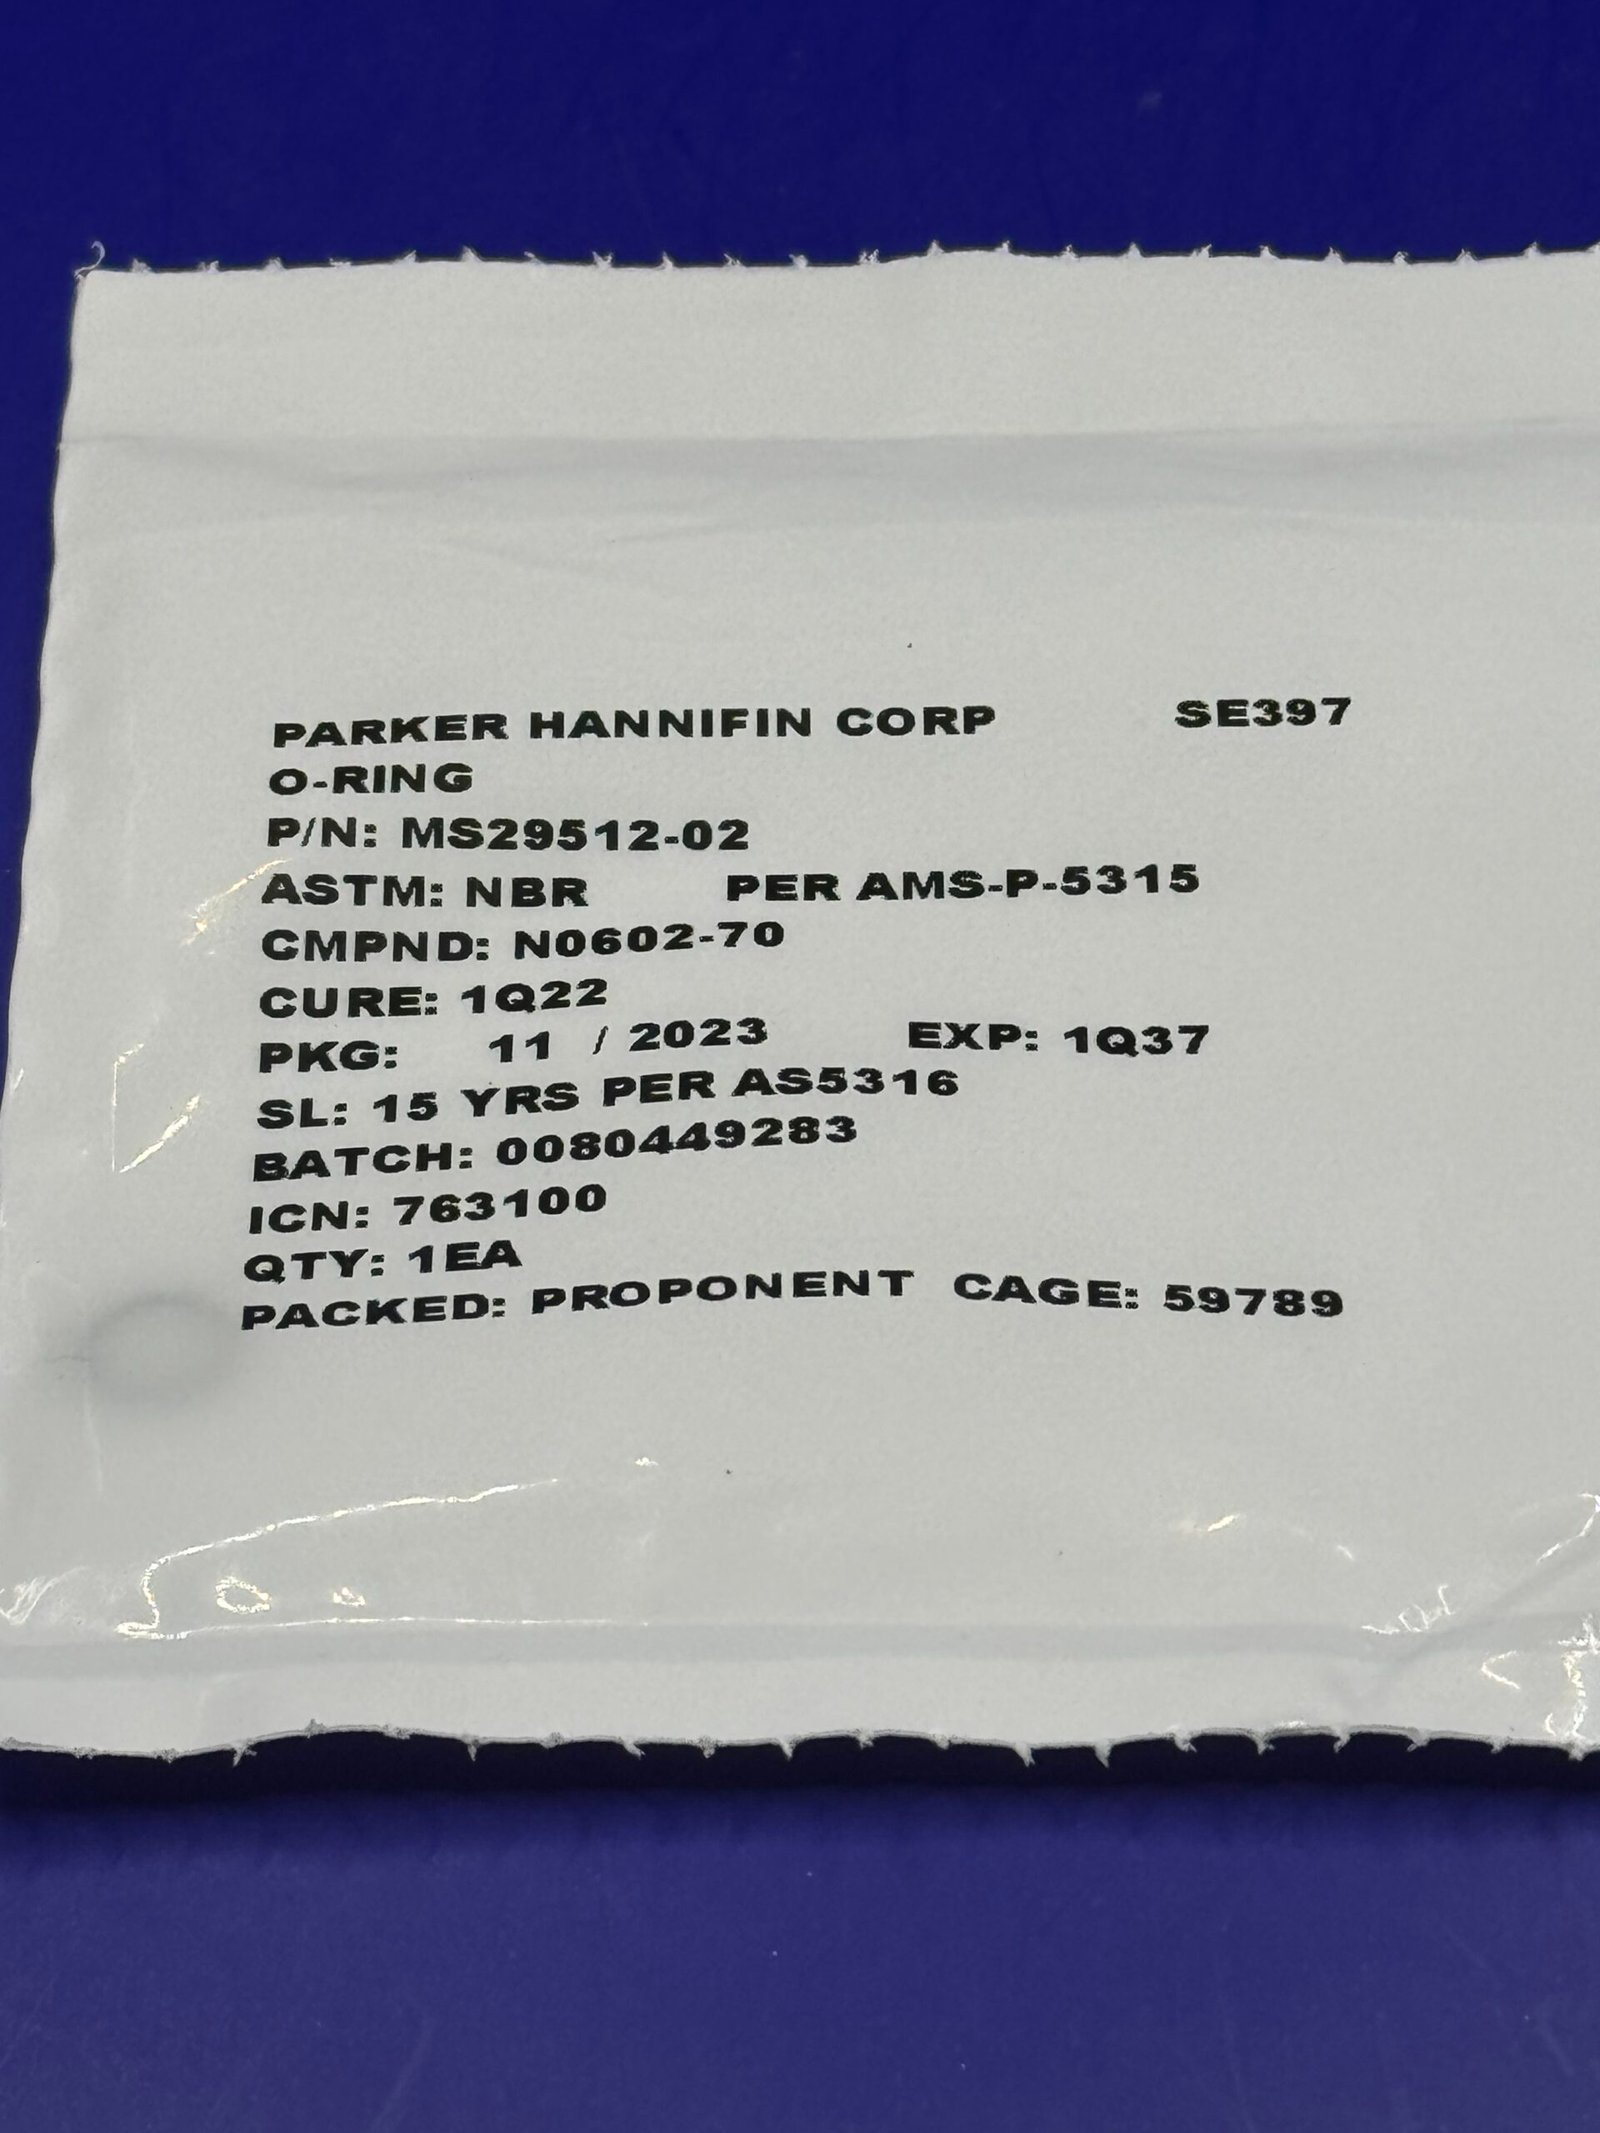 PARKER HANNIFIN CORP SE397
O-RING
P/N: MS29512-02
ASTM: NBR PER AMS-P-5315
CMPND: N0602-70
CURE: 1Q22
PKG: 11 / 2023 EXP: 1Q37
SL: 15 YRS PER AS5316
BATCH: 0080449283
ICN: 763100
QTY: 1EA
PACKED: PROPONENT CAGE: 59789